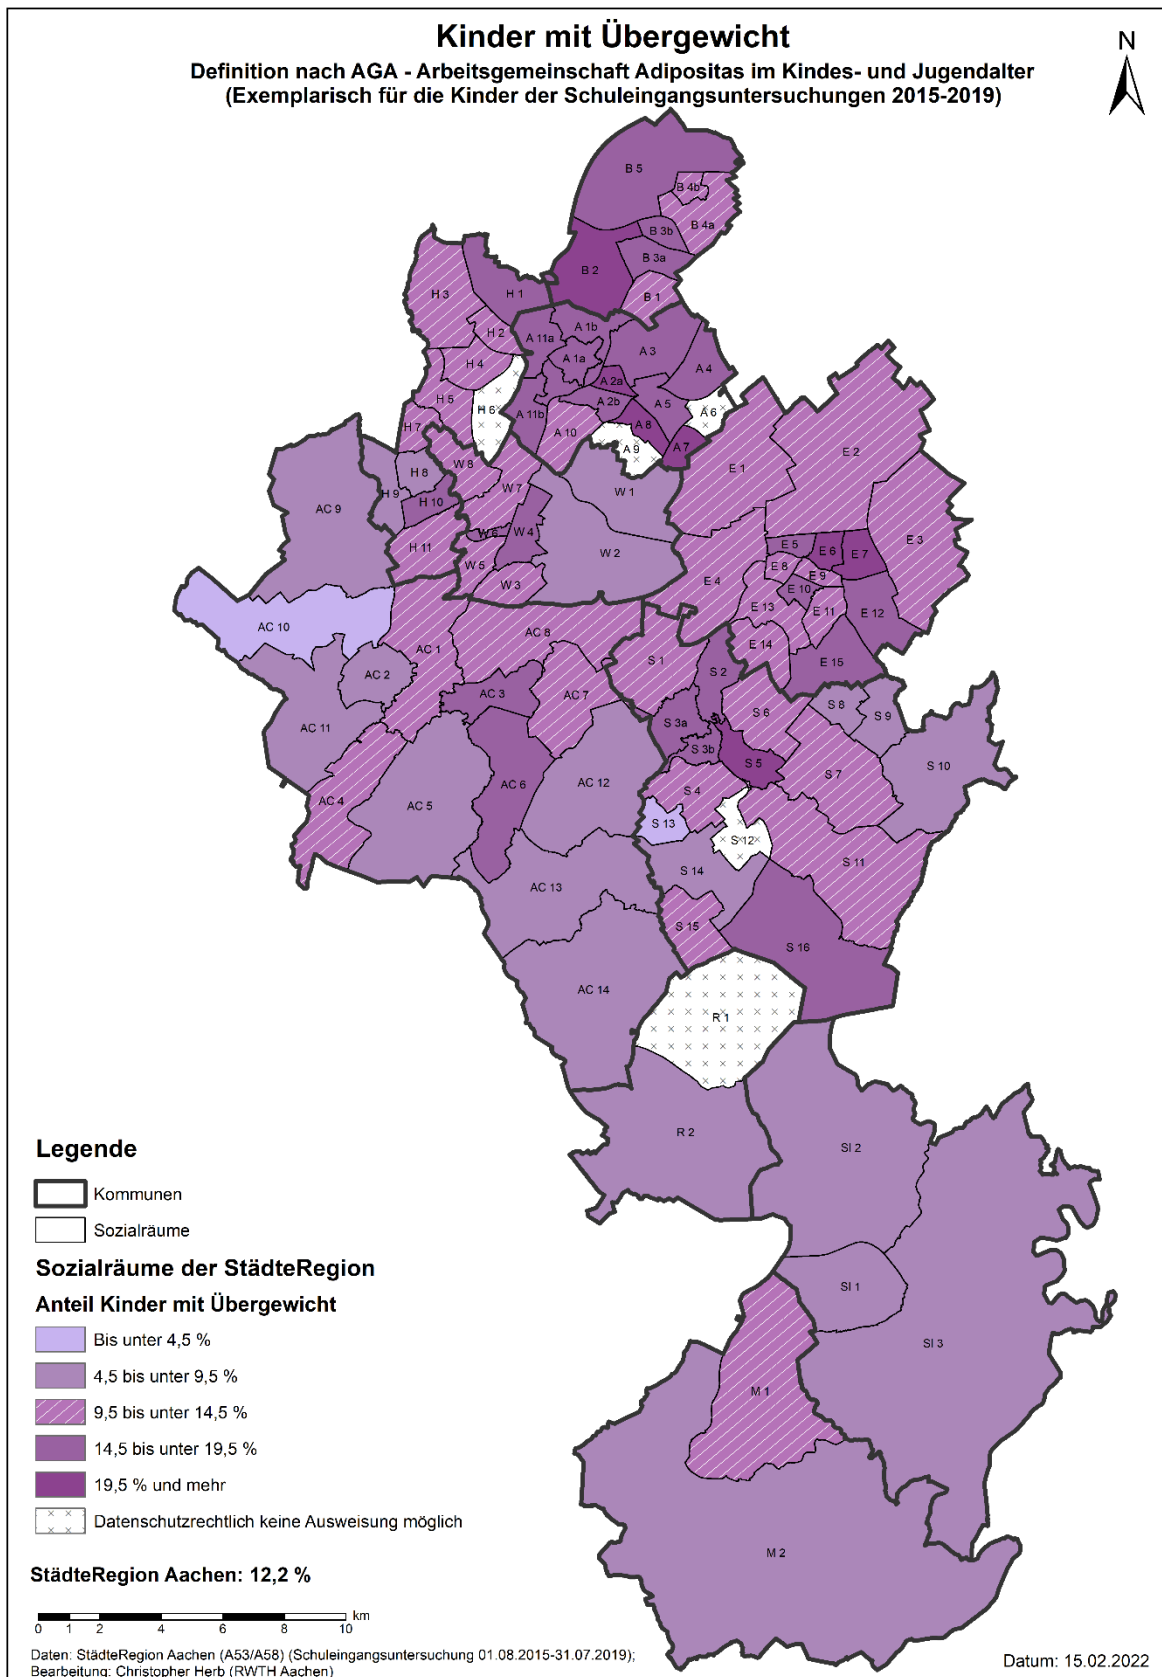 Kinder mit Übergewicht
Definition nach AGA - Arbeitsgemeinschaft Adipositas im Kindes- und Jugendalter
(Exemplarisch für die Kinder der Schuleingangsuntersuchungen 2015-2019)
N
B 5
B 4b
B 4a
B 3b
B 3a
B 2
B 1
H 3
H 1
H 2
H 4
H 5
H 6
H 7
H 8
H 9
H 10
H 11
A 11a
A 1b
A 1a
A 3
A 4
A 2a
A 2b
A 5
A 6
A 11b
A 10
A 8
A 9
A 7
W 8
W 7
W 1
W 6
W 4
W 2
W 5
W 3
E 1
E 2
E 3
E 4
E 5
E 6
E 7
E 8
E 9
E 10
E 11
E 12
E 13
E 14
E 15
AC 9
AC 10
AC 1
AC 8
AC 2
AC 3
AC 7
AC 11
AC 4
AC 5
AC 6
AC 12
AC 13
AC 14
S 1
S 2
S 3a
S 3b
S 6
S 5
S 8
S 9
S 7
S 10
S 4
S 13
S 12
S 11
S 14
S 15
S 16
R 1
R 2
SI 2
SI 1
SI 3
M 1
M 2
Legende
Kommunen
Sozialräume
Sozialräume der StädteRegion
Anteil Kinder mit Übergewicht
Bis unter 4,5 %
4,5 bis unter 9,5 %
9,5 bis unter 14,5 %
14,5 bis unter 19,5 %
19,5 % und mehr
Datenschutzrechtlich keine Ausweisung möglich
StädteRegion Aachen: 12,2 %
km
0 1 2 4 6 8 10
Daten: StädteRegion Aachen (A53/A58) (Schuleingangsuntersuchung 01.08.2015-31.07.2019);
Bearbeitung: Christopher Herb (RWTH Aachen)
Datum: 15.02.2022